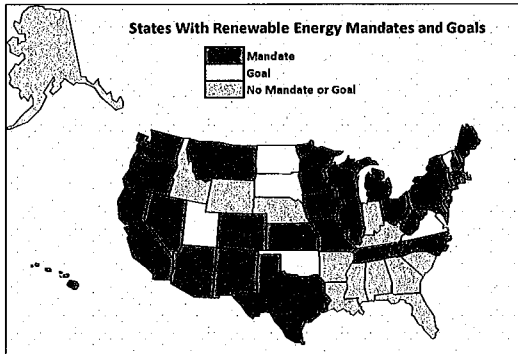 States With Renewable Energy Mandates and Goals
Mandate
Goal
No Mandate or Goal